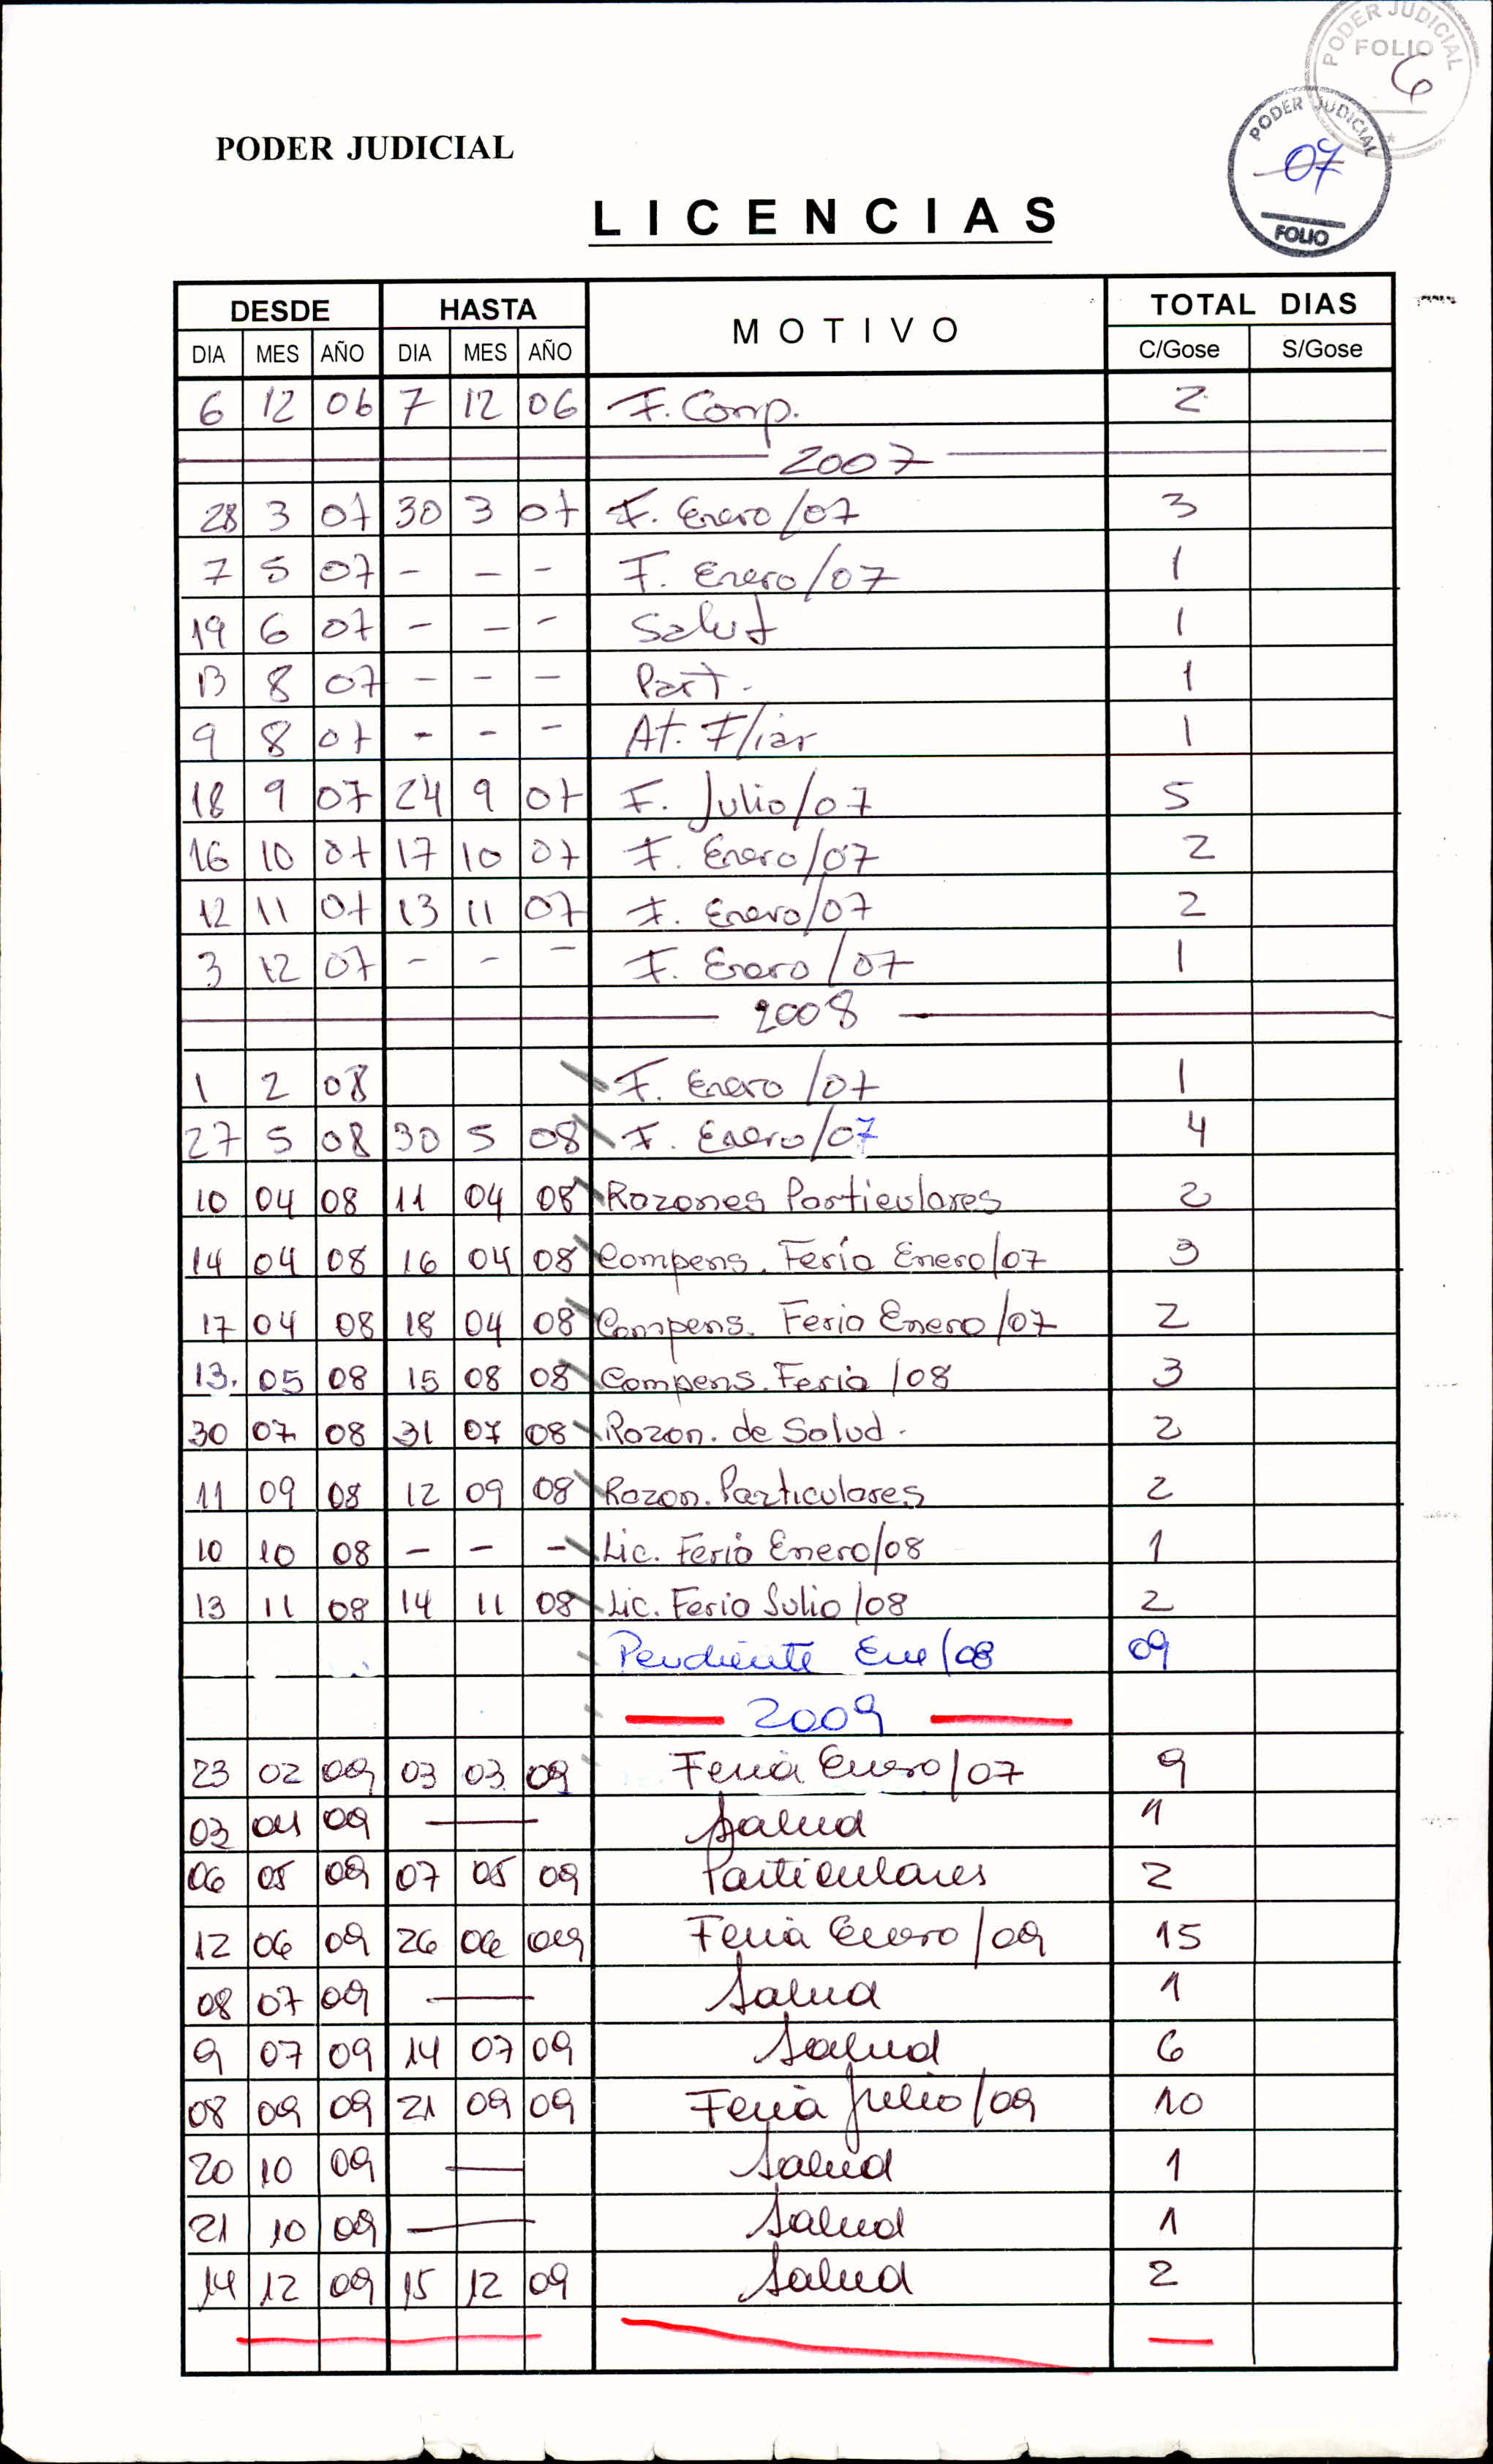 PODER JUDICIAL
FOLIO
6
PODER JUDICIAL
07
FOLIO
PODER JUDICIAL
LICENCIAS
DESDE HASTA MOTIVO TOTAL DIAS
DIA MES AÑO DIA MES AÑO C/Gose S/Gose
6 12 06 7 12 06 F. Comp. 2
2007
28 3 07 30 3 07 F. Enero/07 3
7 5 07 - - - F. Enero/07 1
19 6 07 - - - Salud 1
13 8 07 - - - Part. 1
9 8 07 - - - At. F/iar 1
18 9 07 24 9 07 F. Julio/07 5
16 10 07 17 10 07 F. Enero/07 2
12 11 07 13 11 07 F. Enero/07 2
3 12 07 - - - F. Enero/07 1
2008
1 2 08 F. Enero/07 1
27 5 08 30 5 08 F. Enero/07 4
10 04 08 11 04 08 Razones Particulares 2
14 04 08 16 04 08 Compens. Feria Enero/07 3
17 04 08 18 04 08 Compens. Feria Enero/07 2
13. 05 08 15 08 08 Compens. Feria/08 3
30 07 08 31 07 08 Razon. de Salud. 2
11 09 08 12 09 08 Razon. Particulares 2
10 10 08 - - - Lic. Feria Enero/08 1
13 11 08 14 11 08 Lic. Feria Julio/08 2
Pendiente Ene/08 09
2009
23 02 09 03 03 09 Feria Enero/07 9
03 04 09 — Salud 1
06 05 09 07 05 09 Particulares 2
12 06 09 26 06 09 Feria Enero/09 15
08 07 09 — Salud 1
9 07 09 14 07 09 Salud 6
08 09 09 21 09 09 Feria Julio/09 10
20 10 09 — Salud 1
21 10 09 — Salud 1
14 12 09 15 12 09 Salud 2